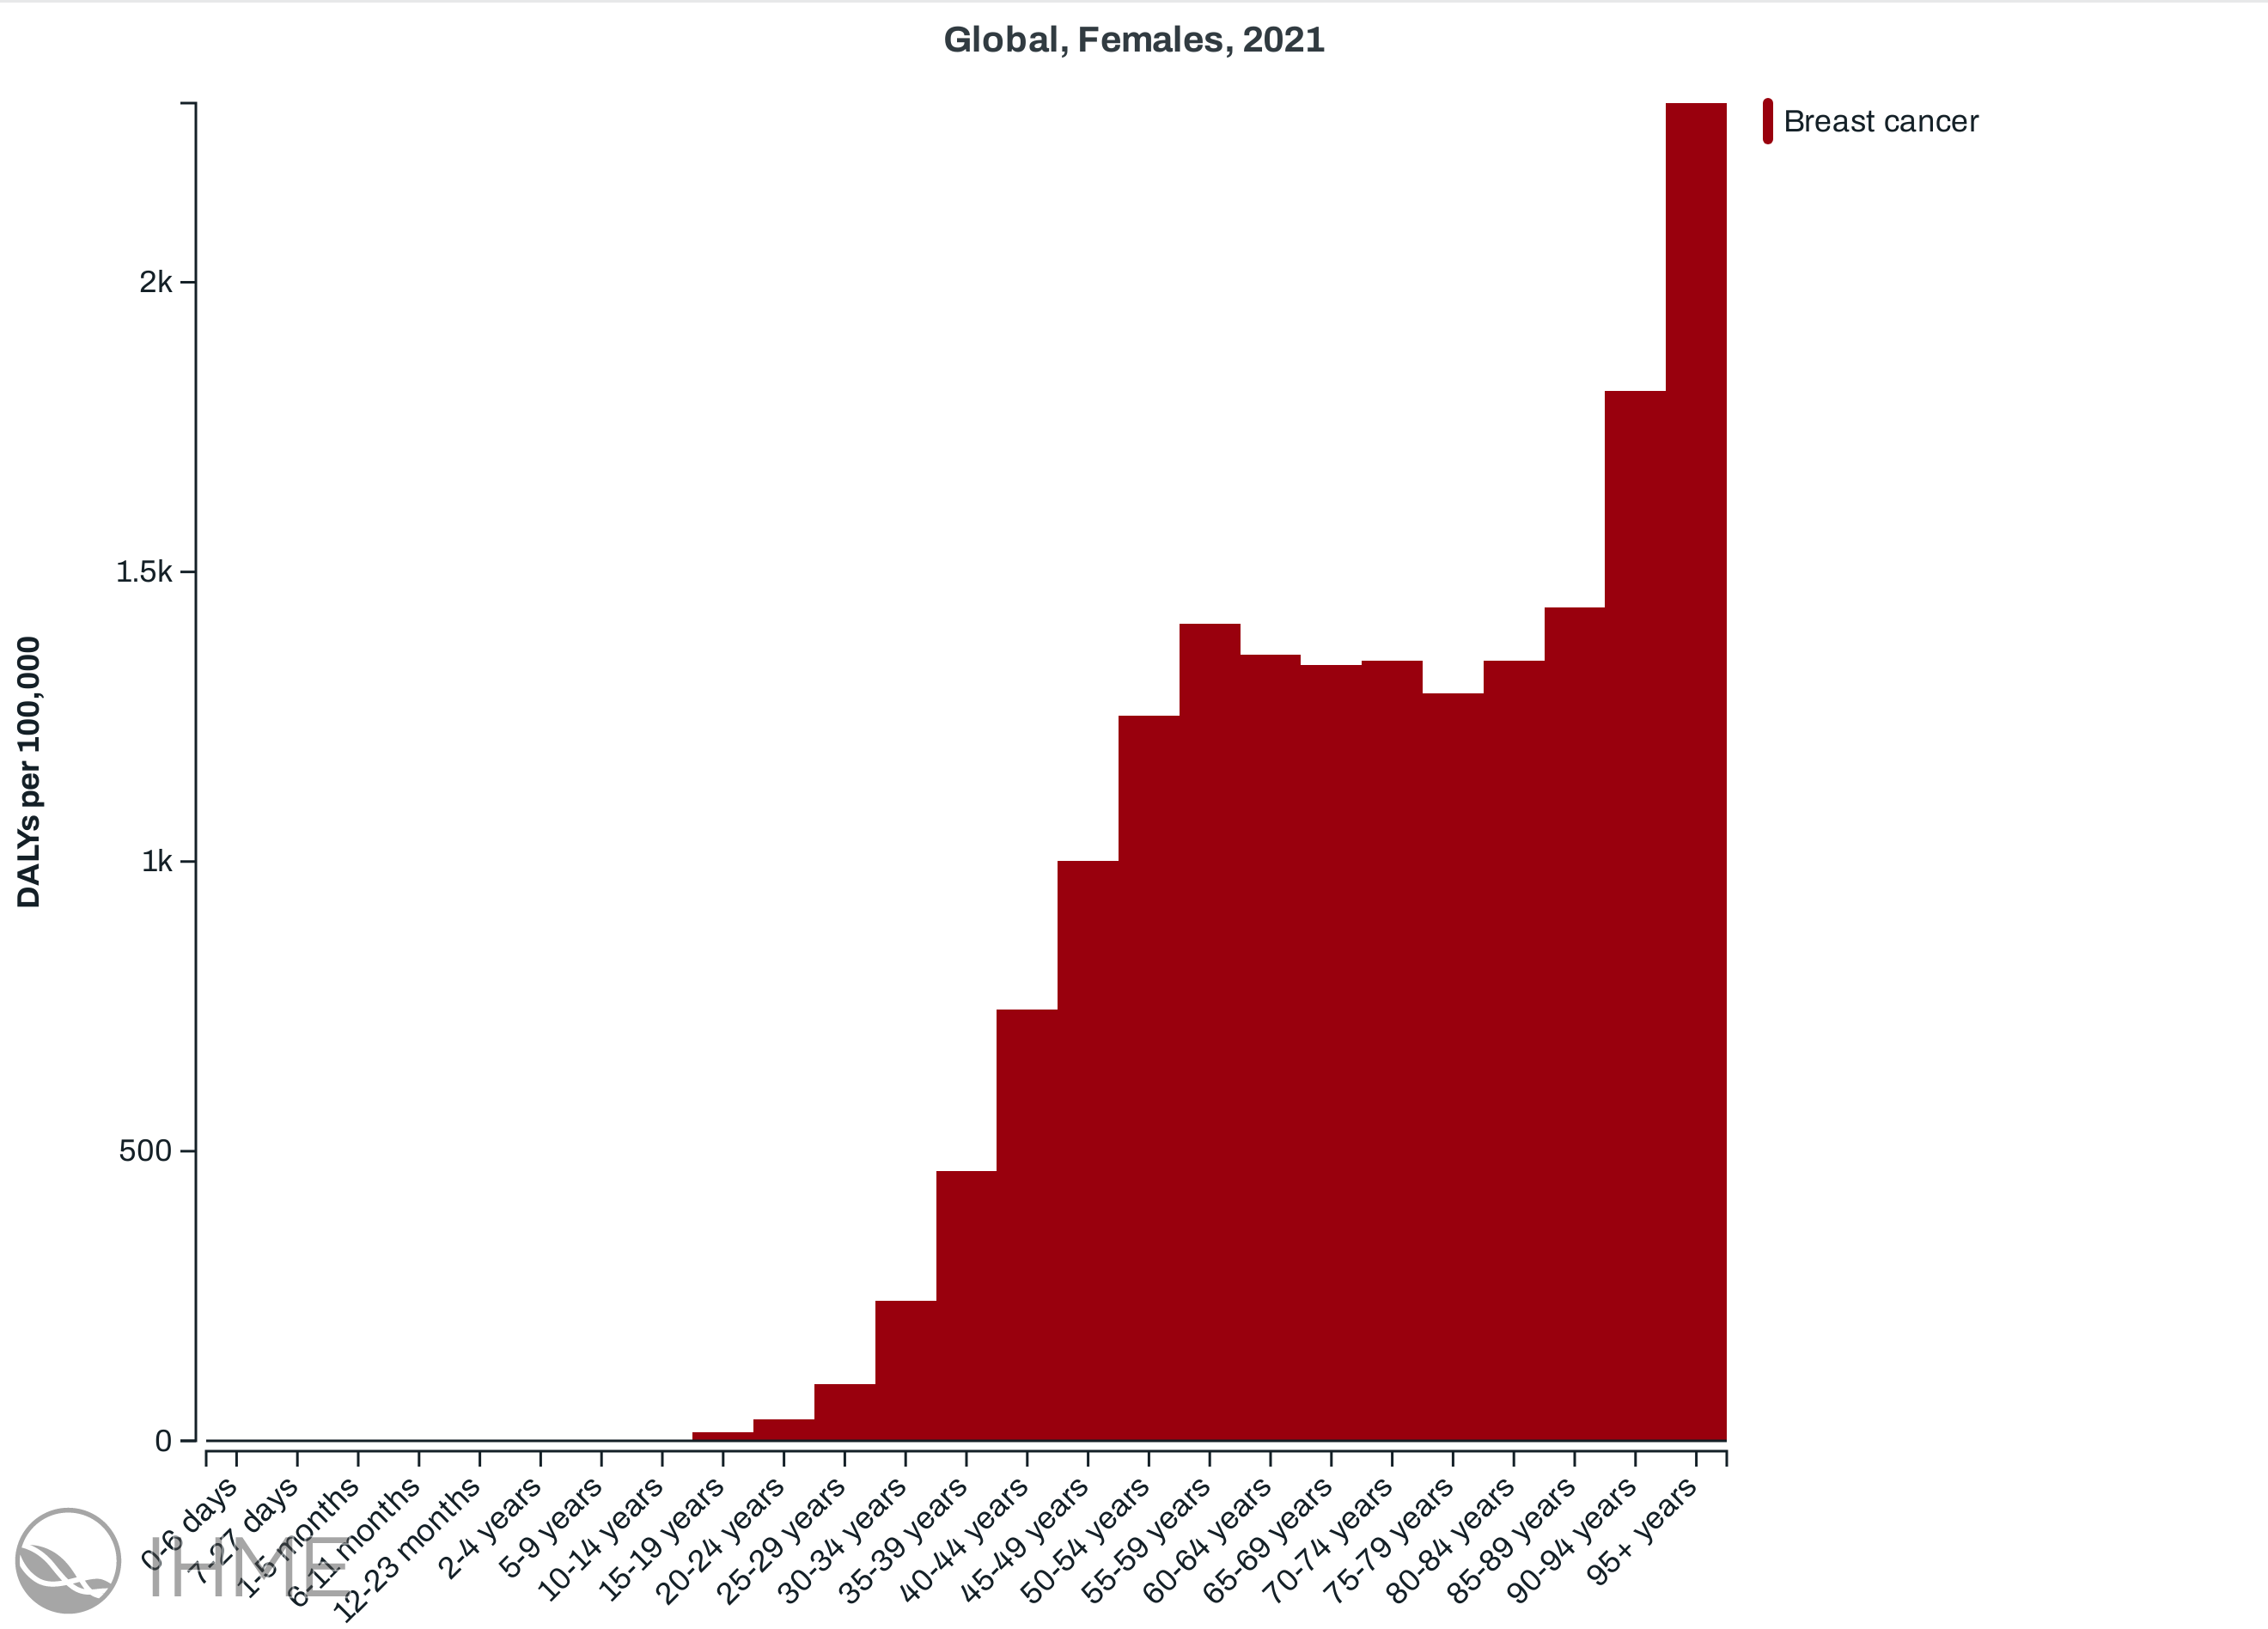 Global, Females, 2021
Breast cancer
DALYs per 100,000
2k
1.5k
1k
500
0
0-6 days
7-27 days
1-5 months
6-11 months
12-23 months
2-4 years
5-9 years
10-14 years
15-19 years
20-24 years
25-29 years
30-34 years
35-39 years
40-44 years
45-49 years
50-54 years
55-59 years
60-64 years
65-69 years
70-74 years
75-79 years
80-84 years
85-89 years
90-94 years
95+ years
IHME